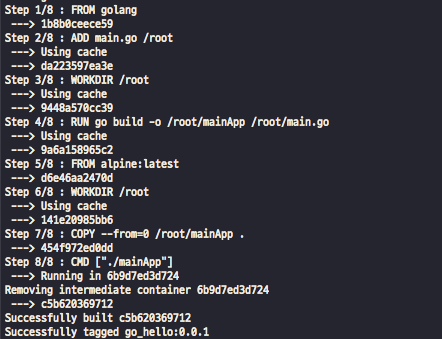 Step 1/8 : FROM golang
---> 1b8b0ceece59
Step 2/8 : ADD main.go /root
---> Using cache
---> da223597ea3e
Step 3/8 : WORKDIR /root
---> Using cache
---> 9448a570cc39
Step 4/8 : RUN go build -o /root/mainApp /root/main.go
---> Using cache
---> 9a6a158965c2
Step 5/8 : FROM alpine:latest
---> d6e46aa2470d
Step 6/8 : WORKDIR /root
---> Using cache
---> 141e20985bb6
Step 7/8 : COPY --from=0 /root/mainApp .
---> 454f972ed0dd
Step 8/8 : CMD ["./mainApp"]
---> Running in 6b9d7ed3d724
Removing intermediate container 6b9d7ed3d724
---> c5b620369712
Successfully built c5b620369712
Successfully tagged go_hello:0.0.1